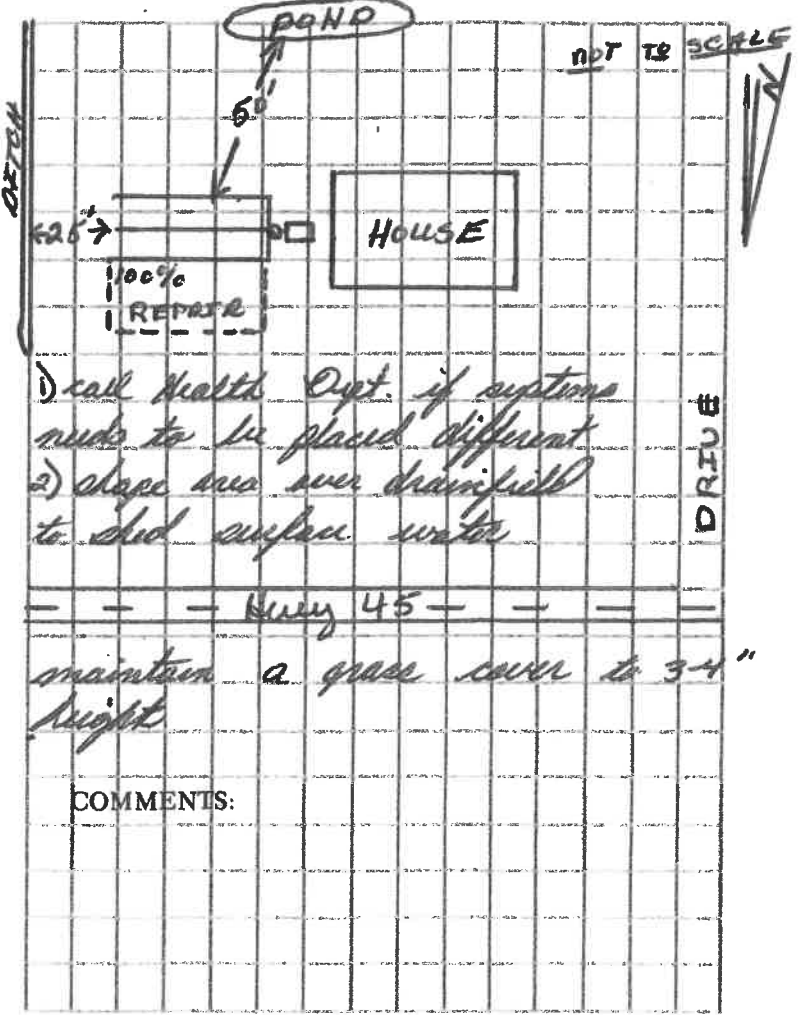 POND
NOT TO SCALE
N
50'
DITCH
25'
HOUSE
100%
REPAIR
DRIVE
1) call Health Dept. if systems
needs to be placed different
2) shape area over drainfield
to shed surface water
Hwy 45
maintain a grass cover to 3-4"
height
COMMENTS: